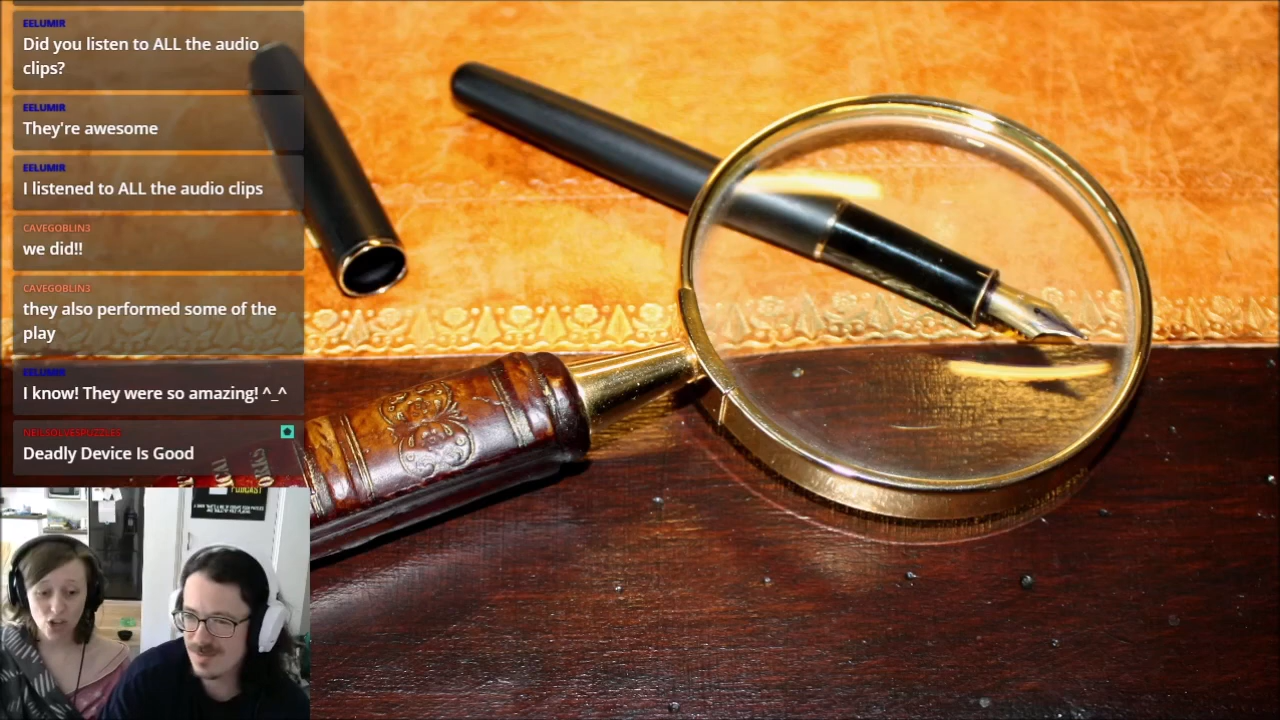 EELUMIR
Did you listen to ALL the audio
clips?
EELUMIR
They're awesome
EELUMIR
I listened to ALL the audio clips
CAVEGOBLIN3
we did!!
CAVEGOBLIN3
they also performed some of the
play
EELUMIR
I know! They were so amazing! ^_^
NEILSOLVESPUZZLES
Deadly Device Is Good
PODCAST